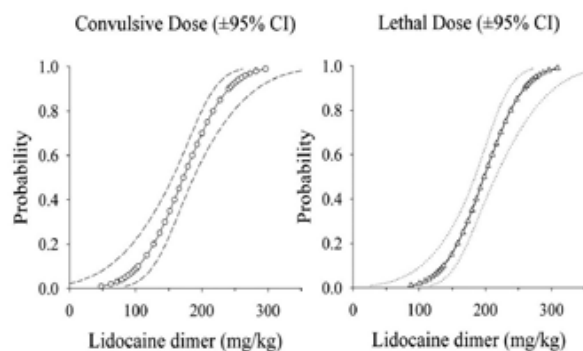 Convulsive Dose (±95% CI)
Probability
1.0
0.8
0.6
0.4
0.2
0.0
0 100 200 300
Lidocaine dimer (mg/kg)
Lethal Dose (±95% CI)
Probability
1.0
0.8
0.6
0.4
0.2
0.0
0 100 200 300
Lidocaine dimer (mg/kg)